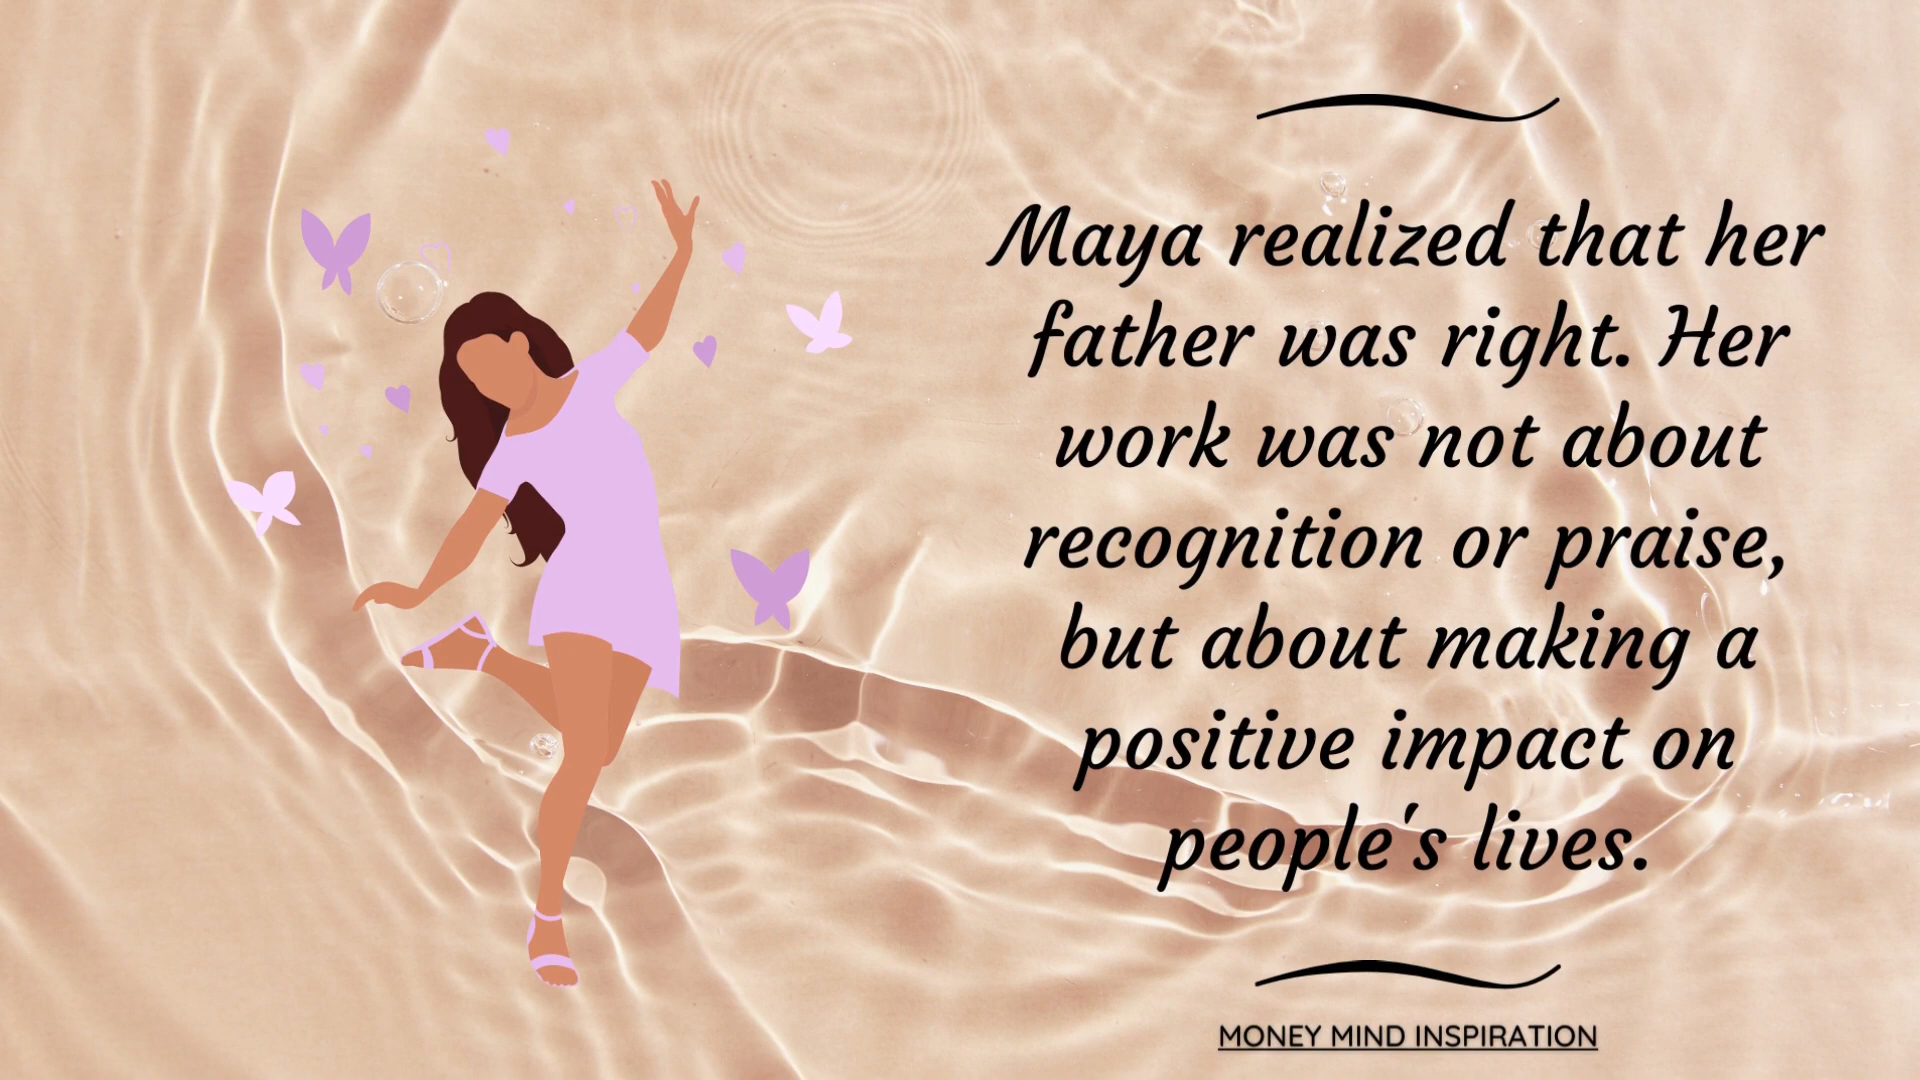 Maya realized that her
father was right. Her
work was not about
recognition or praise,
but about making a
positive impact on
people's lives.
MONEY MIND INSPIRATION